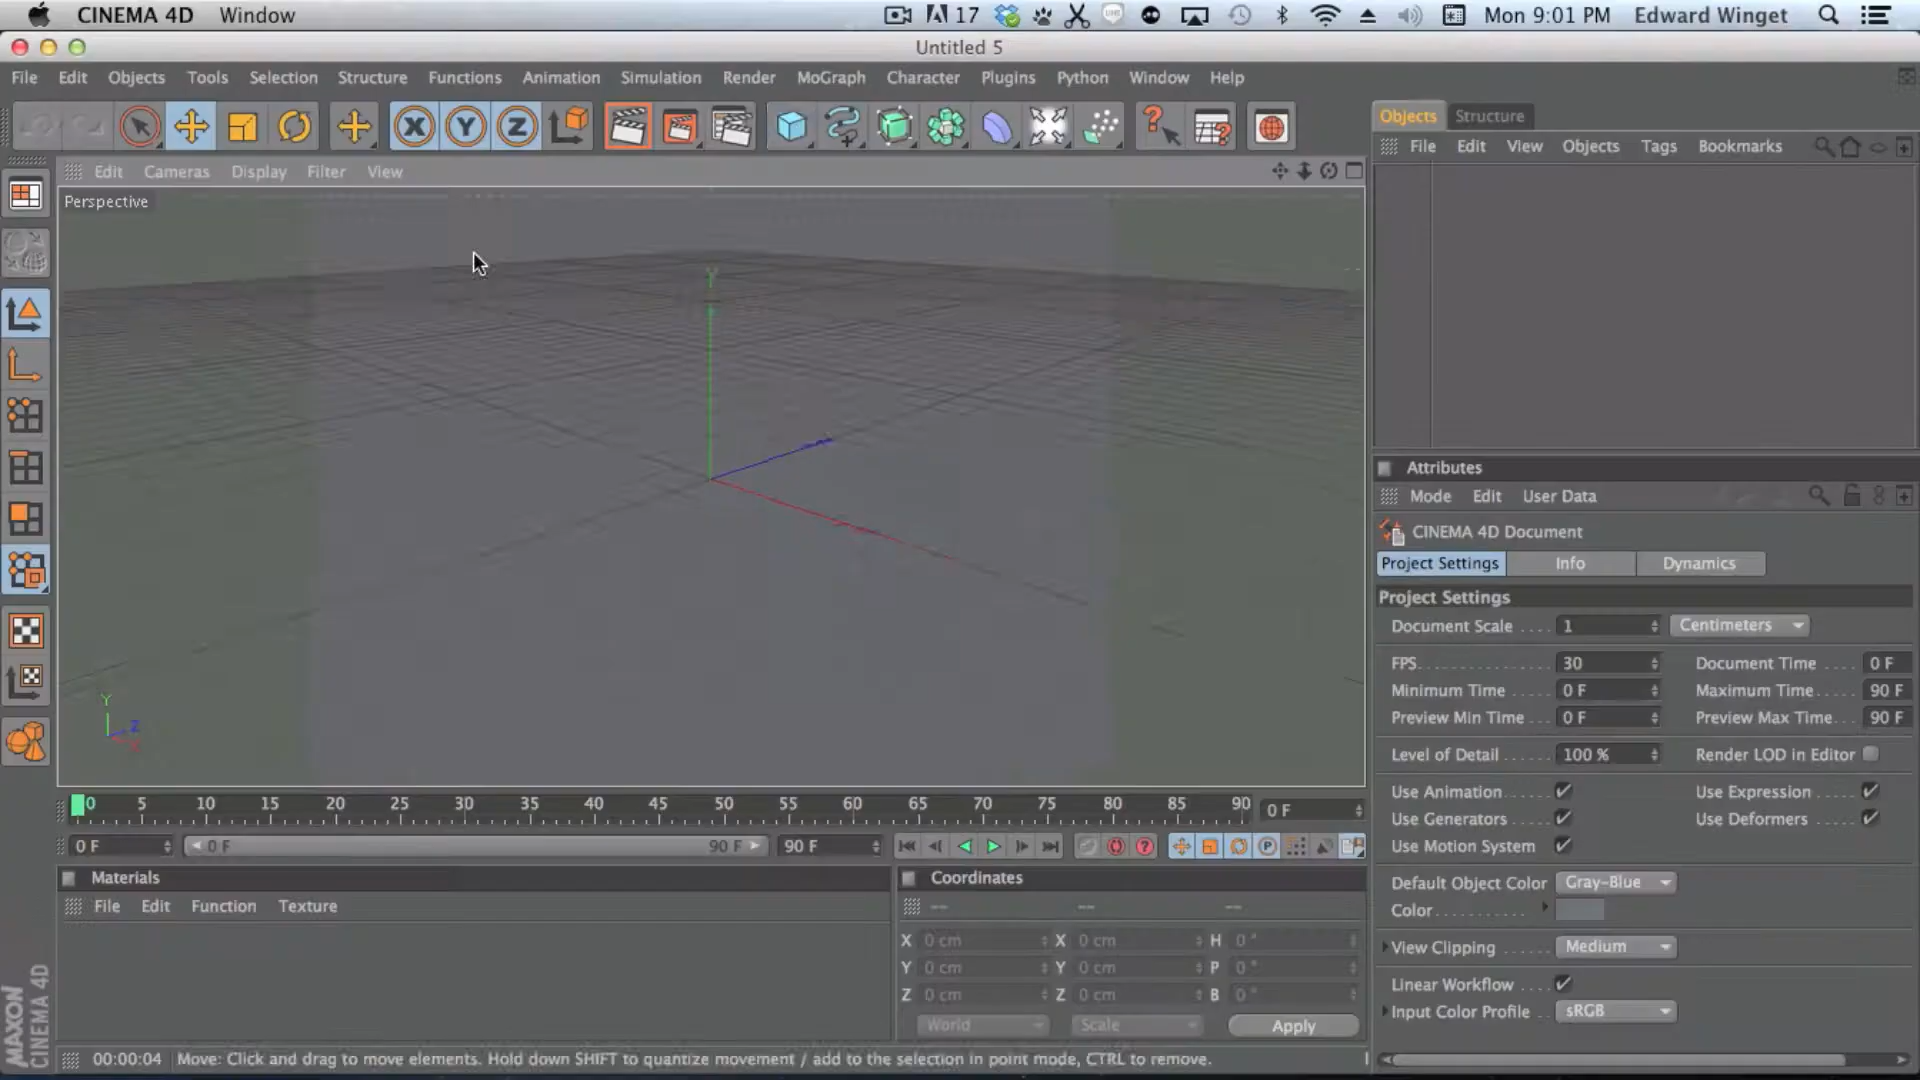 CINEMA 4D Window 17 Mon 9:01 PM Edward Winget
Untitled 5
File Edit Objects Tools Selection Structure Functions Animation Simulation Render MoGraph Character Plugins Python Window Help
X Y Z
Objects Structure
File Edit View Objects Tags Bookmarks
Edit Cameras Display Filter View
Perspective
Y
Y
Z
X
Attributes
Mode Edit User Data
CINEMA 4D Document
Project Settings Info Dynamics
Project Settings
Document Scale .... 1 Centimeters
FPS 30 Document Time .... 0 F
Minimum Time 0 F Maximum Time 90 F
Preview Min Time 0 F Preview Max Time 90 F
Level of Detail 100 % Render LOD in Editor
Use Animation Use Expression
Use Generators Use Deformers
Use Motion System
Default Object Color Gray-Blue
Color
View Clipping Medium
Linear Workflow
Input Color Profile sRGB
0 5 10 15 20 25 30 35 40 45 50 55 60 65 70 75 80 85 90 0 F
0 F 0 F 90 F 90 F
P
Materials
File Edit Function Texture
Coordinates
-- -- --
X 0 cm X 0 cm H 0 °
Y 0 cm Y 0 cm P 0 °
Z 0 cm Z 0 cm B 0 °
World Scale Apply
MAXON
CINEMA 4D
00:00:04 Move: Click and drag to move elements. Hold down SHIFT to quantize movement / add to the selection in point mode, CTRL to remove.